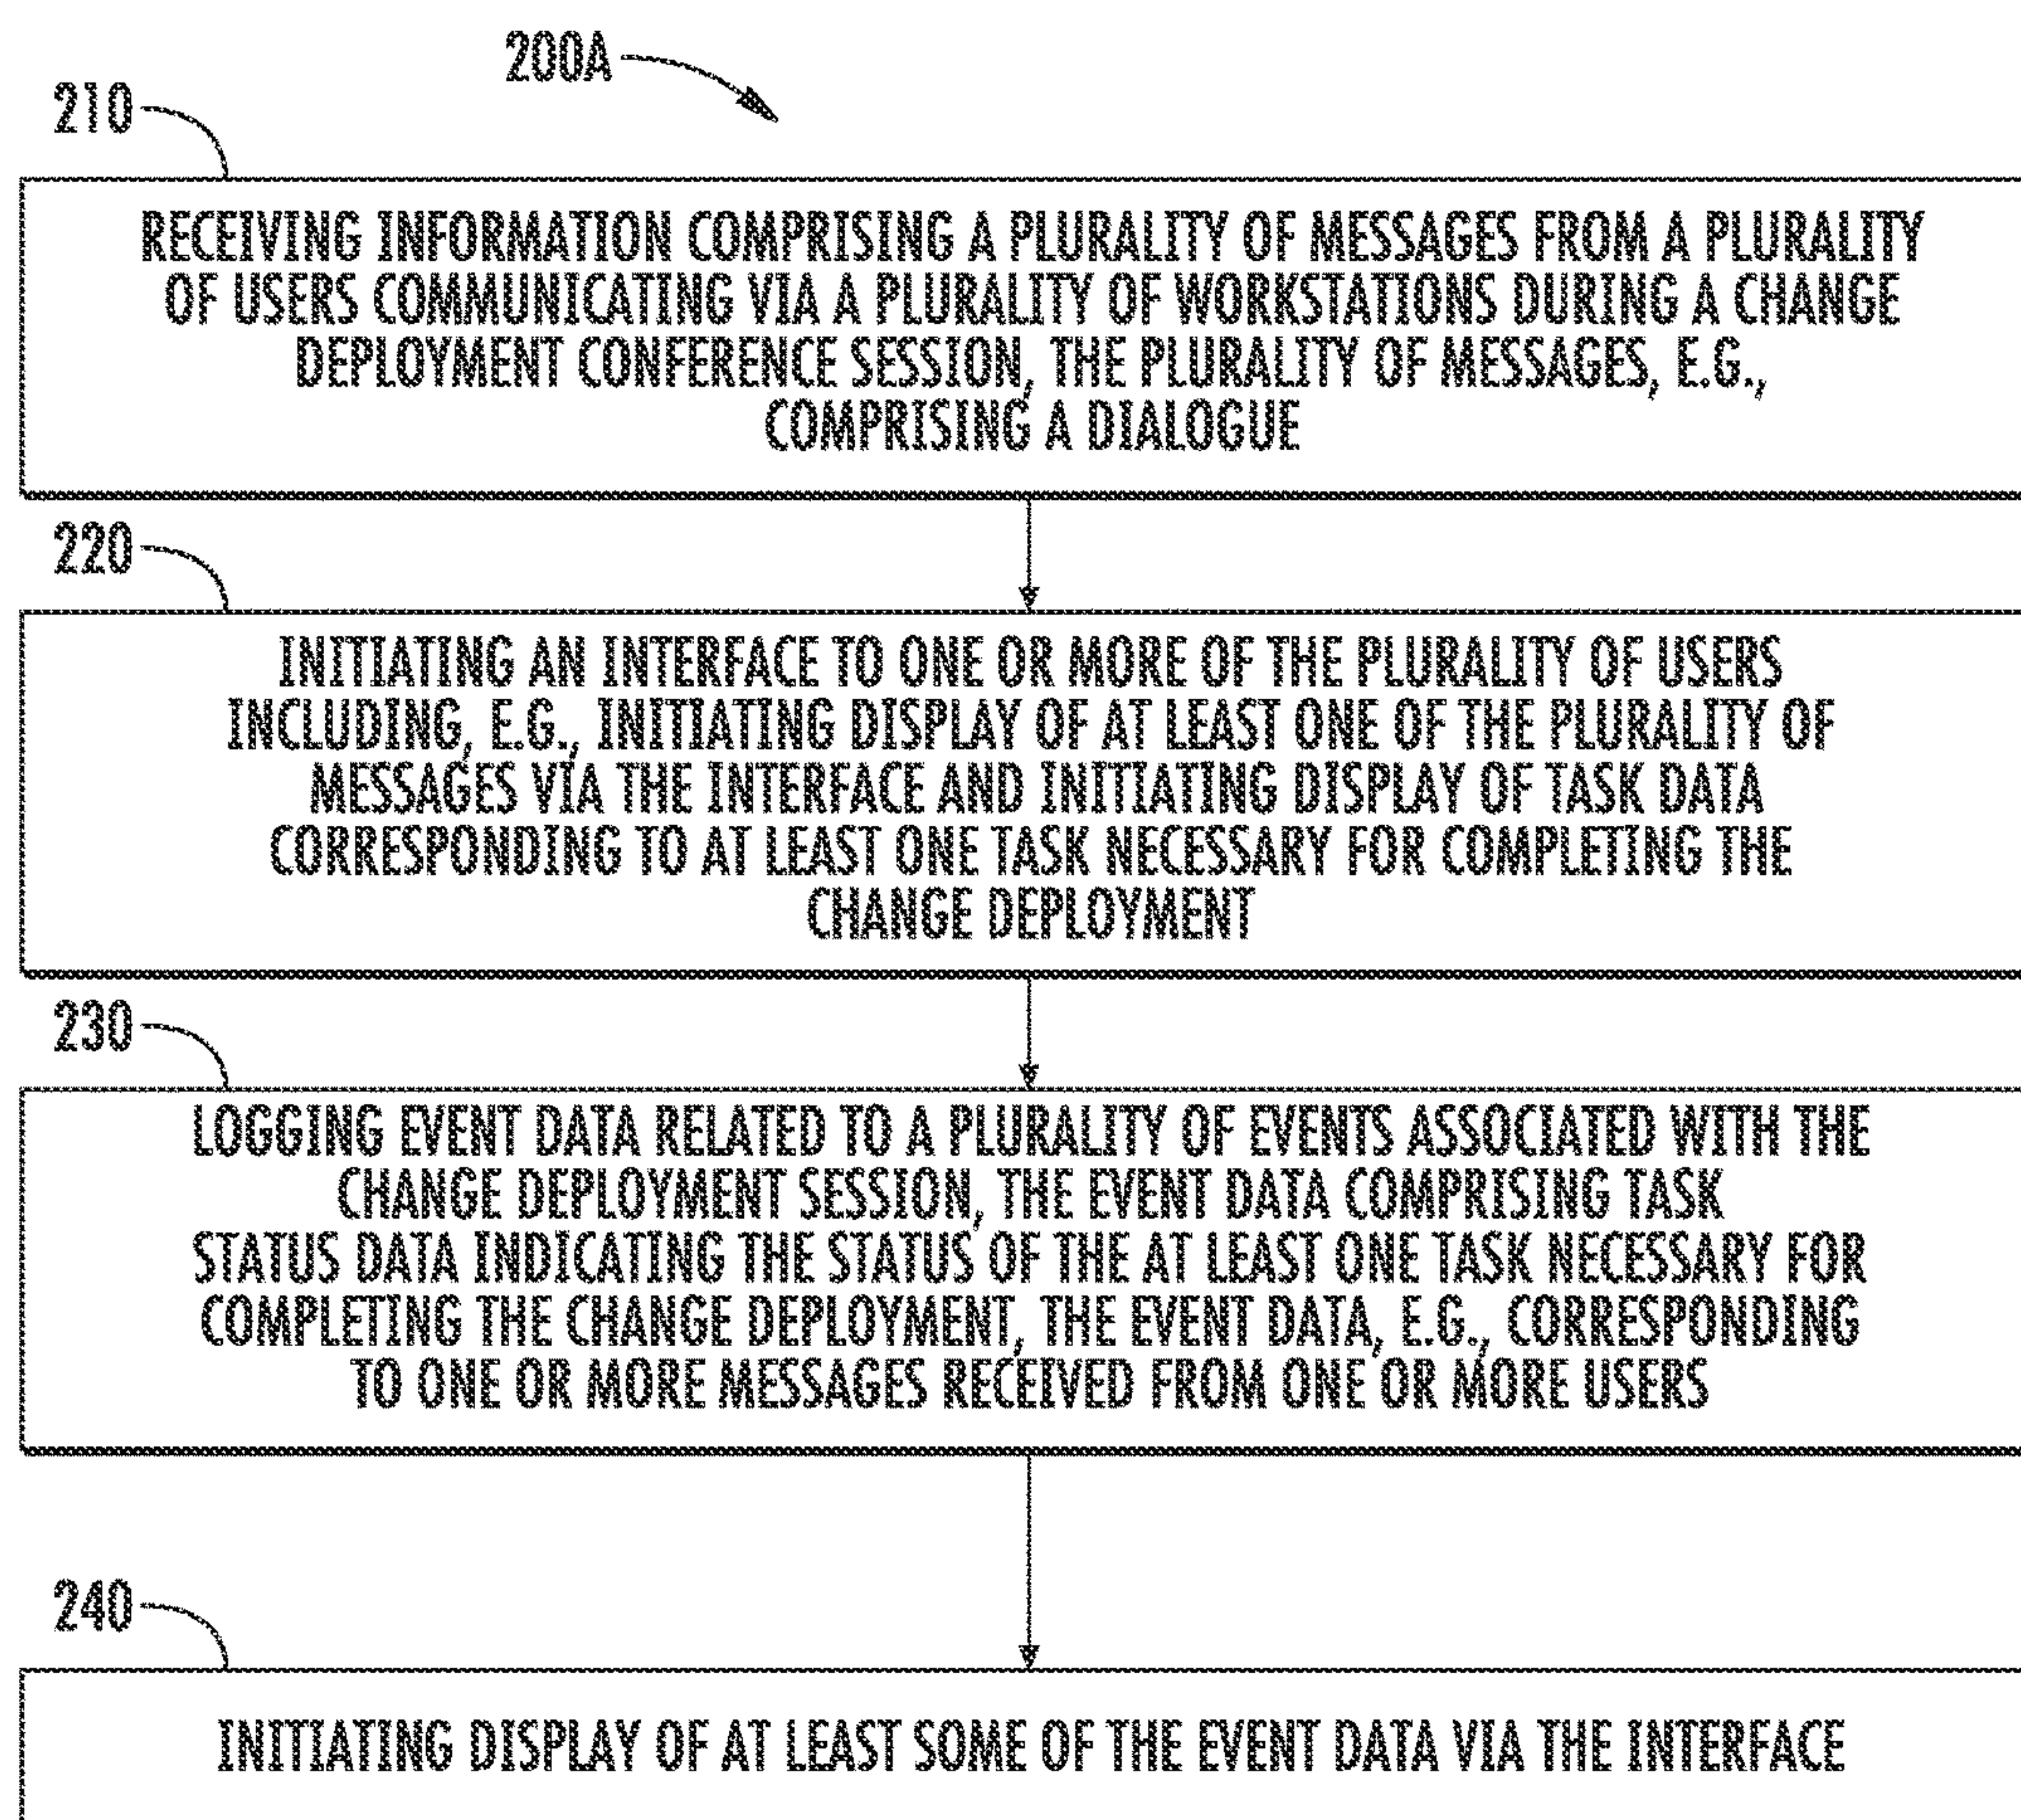 200A
210
RECEIVING INFORMATION COMPRISING A PLURALITY OF MESSAGES FROM A PLURALITY
OF USERS COMMUNICATING VIA A PLURALITY OF WORKSTATIONS DURING A CHANGE
DEPLOYMENT CONFERENCE SESSION, THE PLURALITY OF MESSAGES, E.G.,
COMPRISING A DIALOGUE
220
INITIATING AN INTERFACE TO ONE OR MORE OF THE PLURALITY OF USERS
INCLUDING, E.G., INITIATING DISPLAY OF AT LEAST ONE OF THE PLURALITY OF
MESSAGES VIA THE INTERFACE AND INITIATING DISPLAY OF TASK DATA
CORRESPONDING TO AT LEAST ONE TASK NECESSARY FOR COMPLETING THE
CHANGE DEPLOYMENT
230
LOGGING EVENT DATA RELATED TO A PLURALITY OF EVENTS ASSOCIATED WITH THE
CHANGE DEPLOYMENT SESSION, THE EVENT DATA COMPRISING TASK
STATUS DATA INDICATING THE STATUS OF THE AT LEAST ONE TASK NECESSARY FOR
COMPLETING THE CHANGE DEPLOYMENT, THE EVENT DATA, E.G., CORRESPONDING
TO ONE OR MORE MESSAGES RECEIVED FROM ONE OR MORE USERS
240
INITIATING DISPLAY OF AT LEAST SOME OF THE EVENT DATA VIA THE INTERFACE